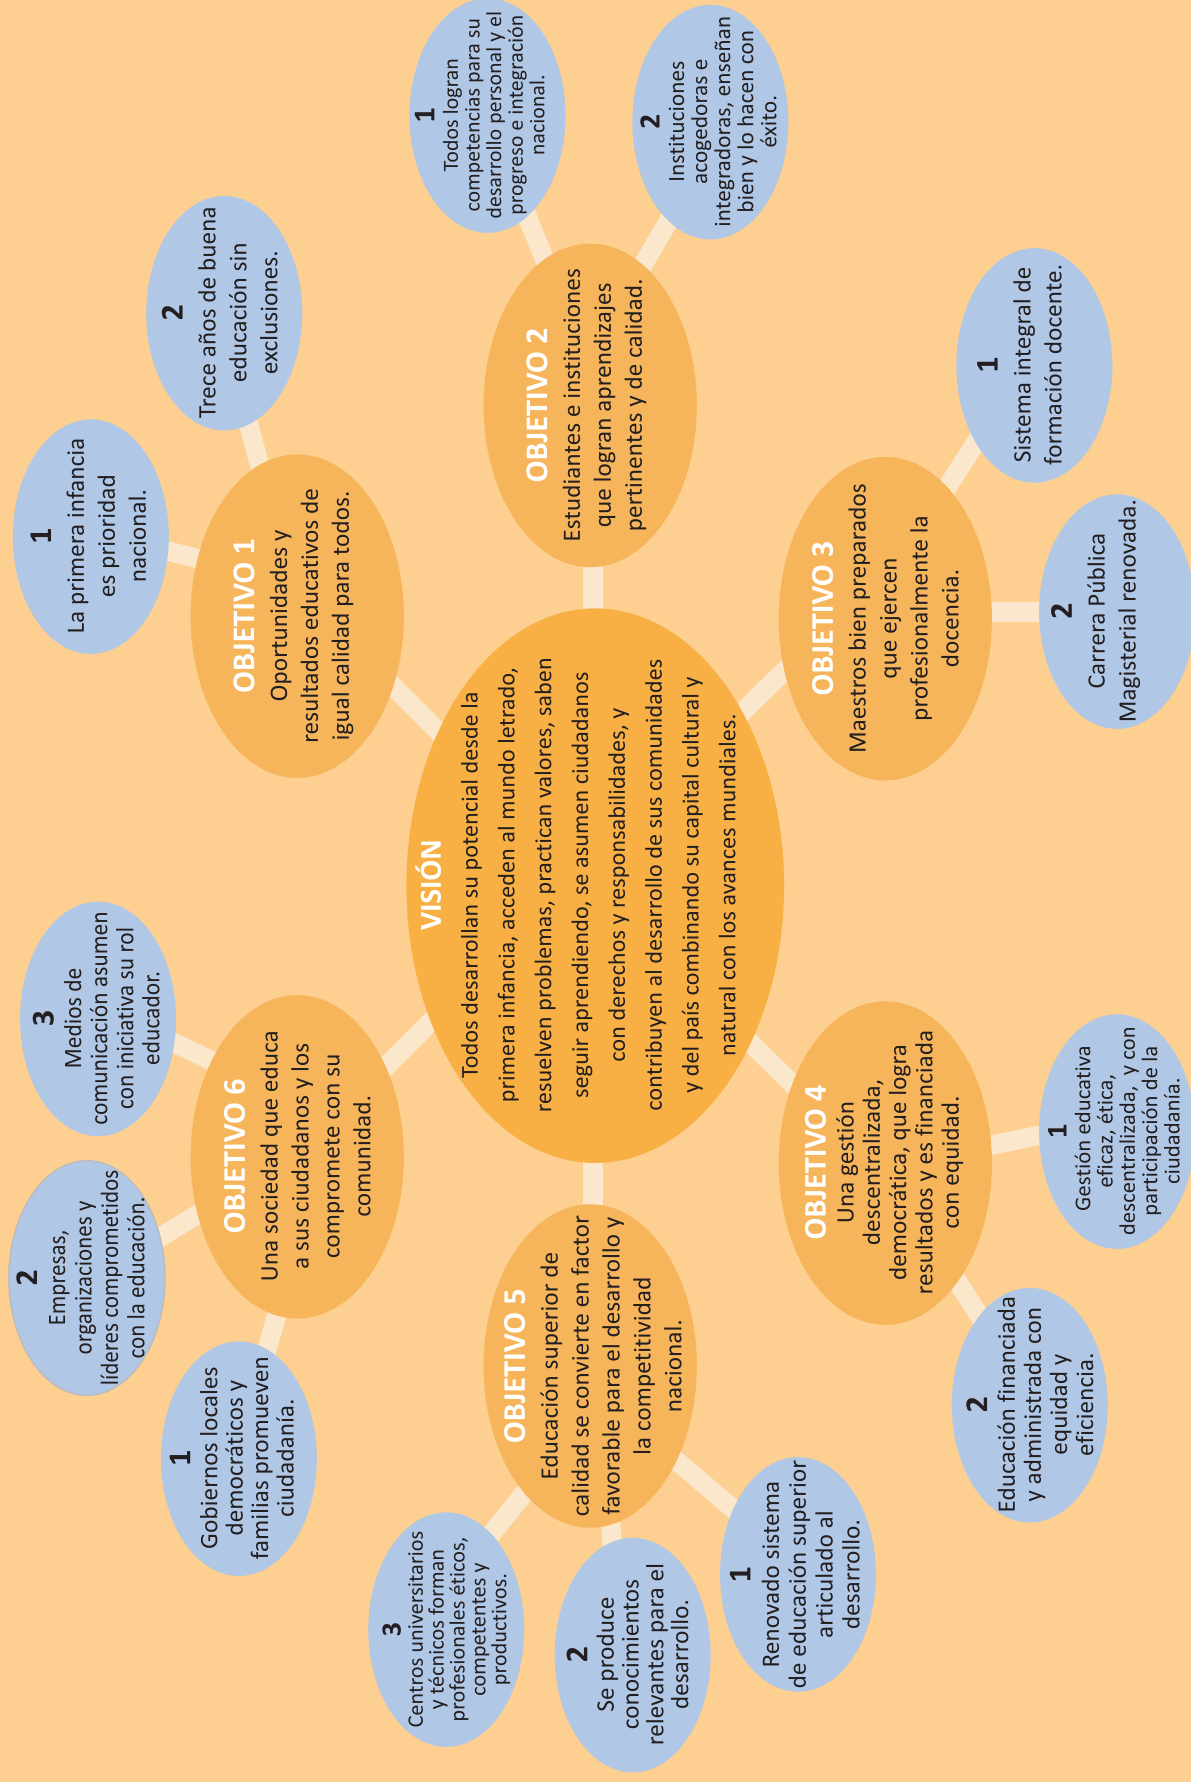 VISIÓN
Todos desarrollan su potencial desde la
primera infancia, acceden al mundo letrado,
resuelven problemas, practican valores, saben
seguir aprendiendo, se asumen ciudadanos
con derechos y responsabilidades, y
contribuyen al desarrollo de sus comunidades
y del país combinando su capital cultural y
natural con los avances mundiales.
OBJETIVO 1
Oportunidades y
resultados educativos de
igual calidad para todos.
1
La primera infancia
es prioridad
nacional.
2
Trece años de buena
educación sin
exclusiones.
OBJETIVO 2
Estudiantes e instituciones
que logran aprendizajes
pertinentes y de calidad.
1
Todos logran
competencias para su
desarrollo personal y el
progreso e integración
nacional.
2
Instituciones
acogedoras e
integradoras, enseñan
bien y lo hacen con
éxito.
OBJETIVO 3
Maestros bien preparados
que ejercen
profesionalmente la
docencia.
1
Sistema integral de
formación docente.
2
Carrera Pública
Magisterial renovada.
OBJETIVO 4
Una gestión
descentralizada,
democrática, que logra
resultados y es financiada
con equidad.
1
Gestión educativa
eficaz, ética,
descentralizada, y con
participación de la
ciudadanía.
2
Educación financiada
y administrada con
equidad y
eficiencia.
OBJETIVO 5
Educación superior de
calidad se convierte en factor
favorable para el desarrollo y
la competitividad
nacional.
1
Renovado sistema
de educación superior
articulado al
desarrollo.
2
Se produce
conocimientos
relevantes para el
desarrollo.
3
Centros universitarios
y técnicos forman
profesionales éticos,
competentes y
productivos.
OBJETIVO 6
Una sociedad que educa
a sus ciudadanos y los
compromete con su
comunidad.
1
Gobiernos locales
democráticos y
familias promueven
ciudadanía.
2
Empresas,
organizaciones y
líderes comprometidos
con la educación.
3
Medios de
comunicación asumen
con iniciativa su rol
educador.